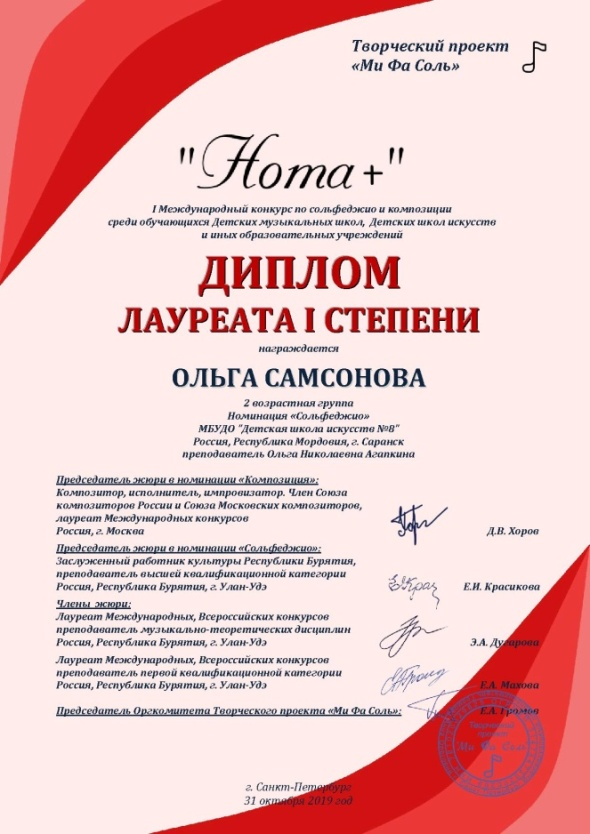 Творческий проект
«Ми Фа Соль»
"Нота+"
I Международный конкурс по сольфеджио и композиции
среди обучающихся Детских музыкальных школ, Детских школ искусств
и иных образовательных учреждений
ДИПЛОМ
ЛАУРЕАТА I СТЕПЕНИ
награждается
ОЛЬГА САМСОНОВА
2 возрастная группа
Номинация «Сольфеджио»
МБУДО "Детская школа искусств №8"
Россия, Республика Мордовия, г. Саранск
преподаватель Ольга Николаевна Агапкина
Председатель жюри в номинации «Композиция»:
Композитор, исполнитель, импровизатор. Член Союза
композиторов России и Союза Московских композиторов,
лауреат Международных конкурсов
Россия, г. Москва Д.В. Хоров
Председатель жюри в номинации «Сольфеджио»:
Заслуженный работник культуры Республики Бурятия,
преподаватель высшей квалификационной категории
Россия, Республика Бурятия, г. Улан-Удэ Е.И. Красикова
Члены жюри:
Лауреат Международных, Всероссийских конкурсов
преподаватель музыкально-теоретических дисциплин
Россия, Республика Бурятия, г. Улан-Удэ Э.А. Дугарова
Лауреат Международных, Всероссийских конкурсов
преподаватель первой квалификационной категории
Россия, Республика Бурятия, г. Улан-Удэ Е.А. Махова
Председатель Оргкомитета Творческого проекта «Ми Фа Соль»: Е.А. Громов
Творческий
проект
Ми Фа Соль
г. Санкт-Петербург
31 октября 2019 год